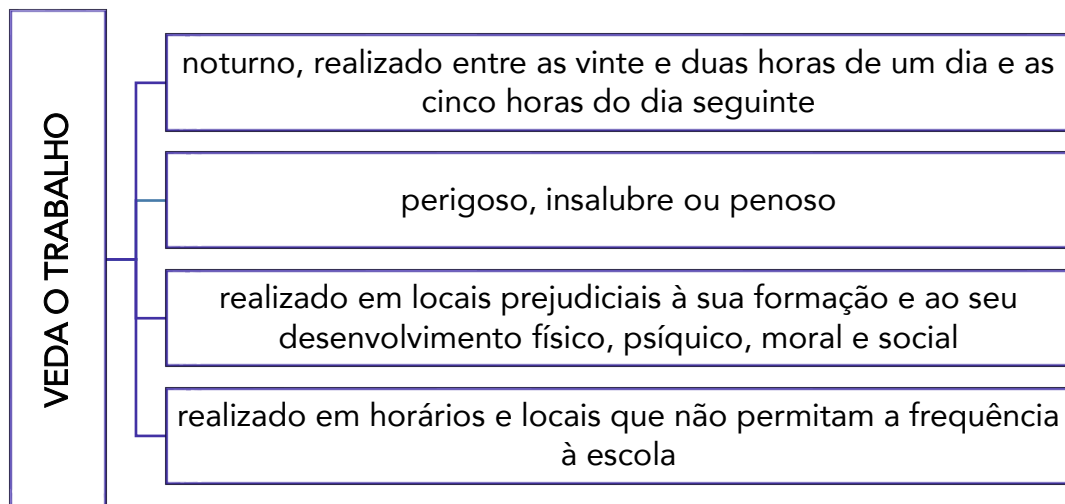 VEDA O TRABALHO
noturno, realizado entre as vinte e duas horas de um dia e as
cinco horas do dia seguinte
perigoso, insalubre ou penoso
realizado em locais prejudiciais à sua formação e ao seu
desenvolvimento físico, psíquico, moral e social
realizado em horários e locais que não permitam a frequência
à escola